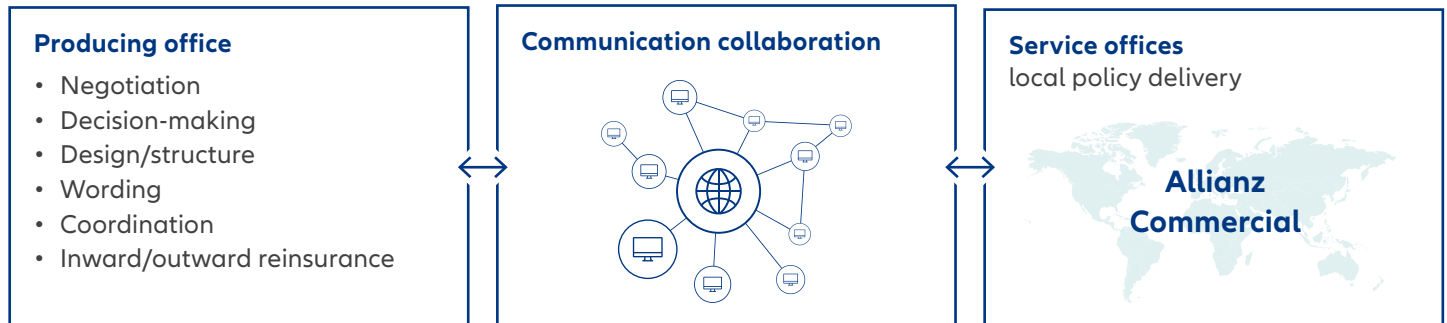 Producing office
• Negotiation
• Decision-making
• Design/structure
• Wording
• Coordination
• Inward/outward reinsurance
Communication collaboration
Service offices
local policy delivery
Allianz
Commercial